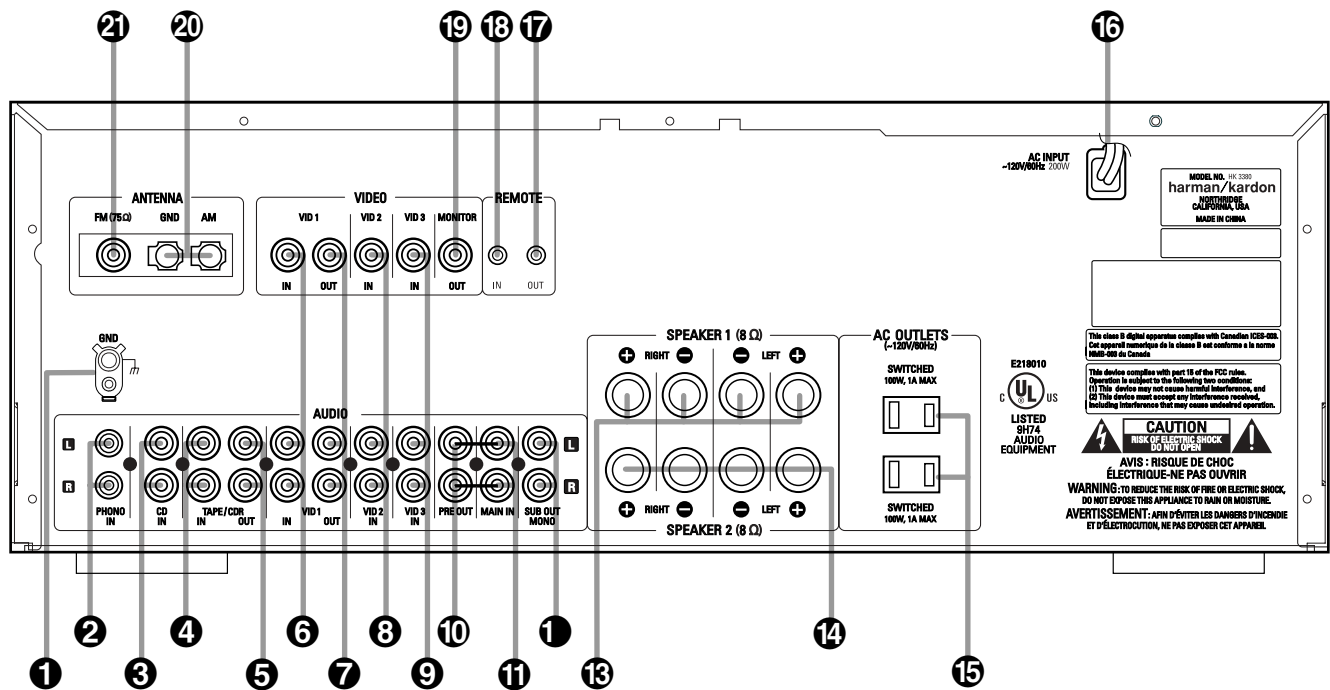 21 20 19 18 17 16
AC INPUT
~120V/60Hz 200W
MODEL NO. HK 3380
harman/kardon
NORTHRIDGE
CALIFORNIA, USA
MADE IN CHINA
ANTENNA
FM (75Ω) GND AM
VIDEO
VID 1 VID 2 VID 3 MONITOR
IN OUT IN IN OUT
REMOTE
IN OUT
GND
SPEAKER 1 (8 Ω)
+ RIGHT − − LEFT +
+ RIGHT − − LEFT +
SPEAKER 2 (8 Ω)
AC OUTLETS
(~120V/60Hz)
SWITCHED
100W, 1A MAX
SWITCHED
100W, 1A MAX
E218010
C UL ® US
LISTED
9H74
AUDIO
EQUIPMENT
This class B digital apparatus complies with Canadian ICES-003.
Cet appareil numerique de la classe B est conforme a la norme
NMB-003 du Canada
This device complies with part 15 of the FCC rules.
Operation is subject to the following two conditions:
(1) This device may not cause harmful interference, and
(2) This device must accept any interference received,
including interference that may cause undesired operation.
CAUTION
RISK OF ELECTRIC SHOCK
DO NOT OPEN
AVIS : RISQUE DE CHOC
ÉLECTRIQUE-NE PAS OUVRIR
WARNING: TO REDUCE THE RISK OF FIRE OR ELECTRIC SHOCK,
DO NOT EXPOSE THIS APPLIANCE TO RAIN OR MOISTURE.
AVERTISSEMENT: AFIN D'ÉVITER LES DANGERS D'INCENDIE
ET D'ÉLECTROCUTION, NE PAS EXPOSER CET APPAREIL
AUDIO
L L
R R
PHONO IN
CD IN
TAPE/CDR
IN OUT
VID1
IN OUT
VID 2 IN
VID 3 IN
PRE OUT
MAIN IN
SUB OUT
MONO
2 4 6 8 10 1 14
1 3 5 7 9 11 13 15